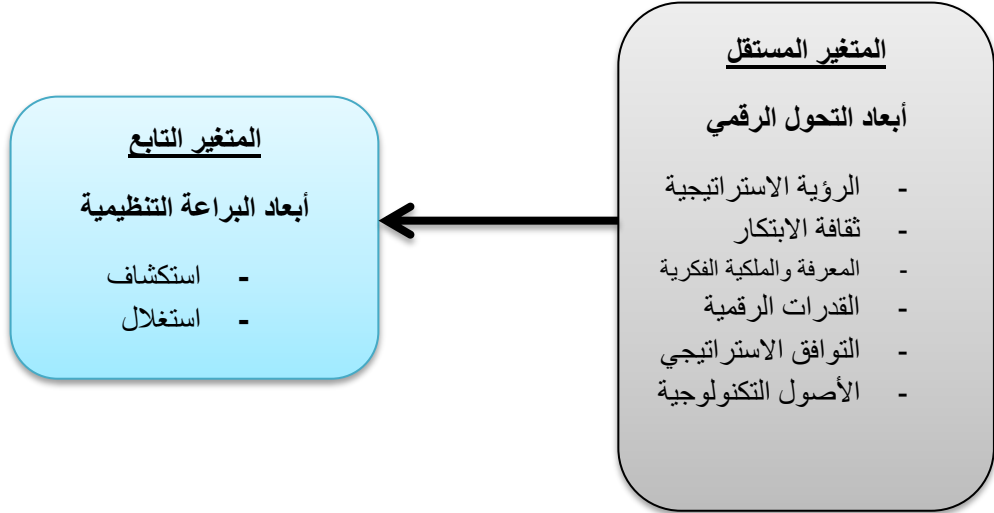 المتغير المستقل
أبعاد التحول الرقمي
- الرؤية الاستراتيجية
- ثقافة الابتكار
- المعرفة والملكية الفكرية
- القدرات الرقمية
- التوافق الاستراتيجي
- الأصول التكنولوجية
المتغير التابع
أبعاد البراعة التنظيمية
- استكشاف
- استغلال